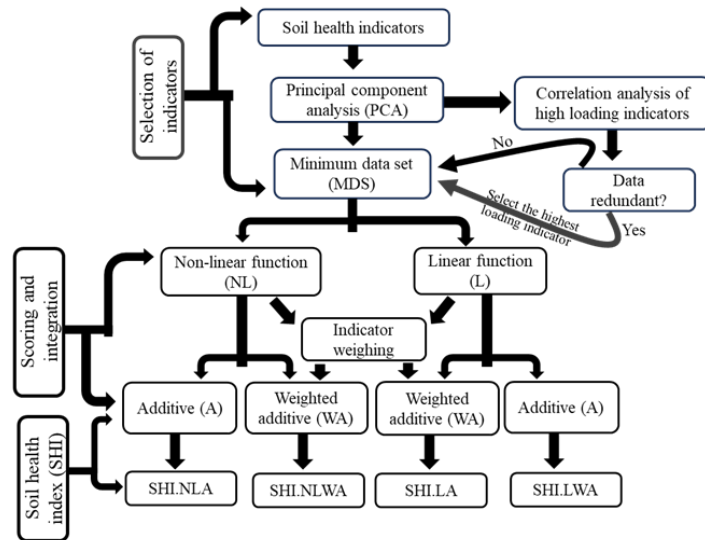 Selection of
indicators
Soil health indicators
Principal component
analysis (PCA)
Correlation analysis of
high loading indicators
No
Minimum data set
(MDS)
Data
redundant?
Select the highest
loading indicator
Yes
Scoring and
integration
Non-linear function
(NL)
Linear function
(L)
Indicator
weighing
Additive (A)
Weighted
additive (WA)
Weighted
additive (WA)
Additive (A)
Soil health
index (SHI)
SHI.NLA
SHI.NLWA
SHI.LA
SHI.LWA